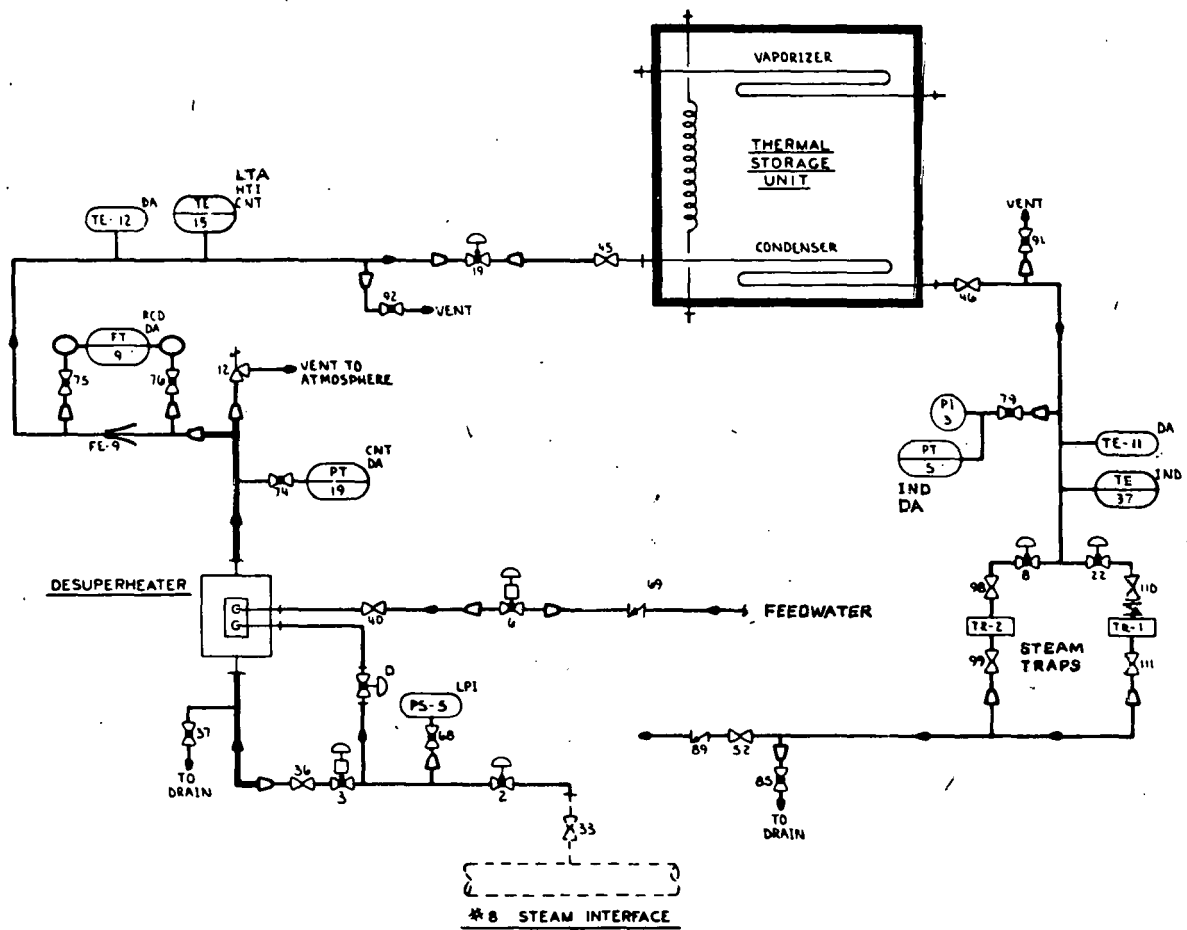 VAPORIZER
THERMAL
STORAGE
UNIT
CONDENSER
LTA
HTI
CNT
DA
TE-12
TE
15
19
45
46
VENT
91
92
VENT
RCD
DA
FT
9
75
76
FE-9
12
VENT TO
ATMOSPHERE
CNT
DA
PT
19
74
PI
3
79
PT
5
IND
DA
TE-11
DA
TE
37
IND
8
22
98
110
TR-2
TR-1
99
111
STEAM
TRAPS
DESUPERHEATER
G
G
40
6
69
FEEDWATER
D
PS-5
LPI
68
37
TO
DRAIN
36
3
2
33
89
52
85
TO
DRAIN
#8 STEAM INTERFACE